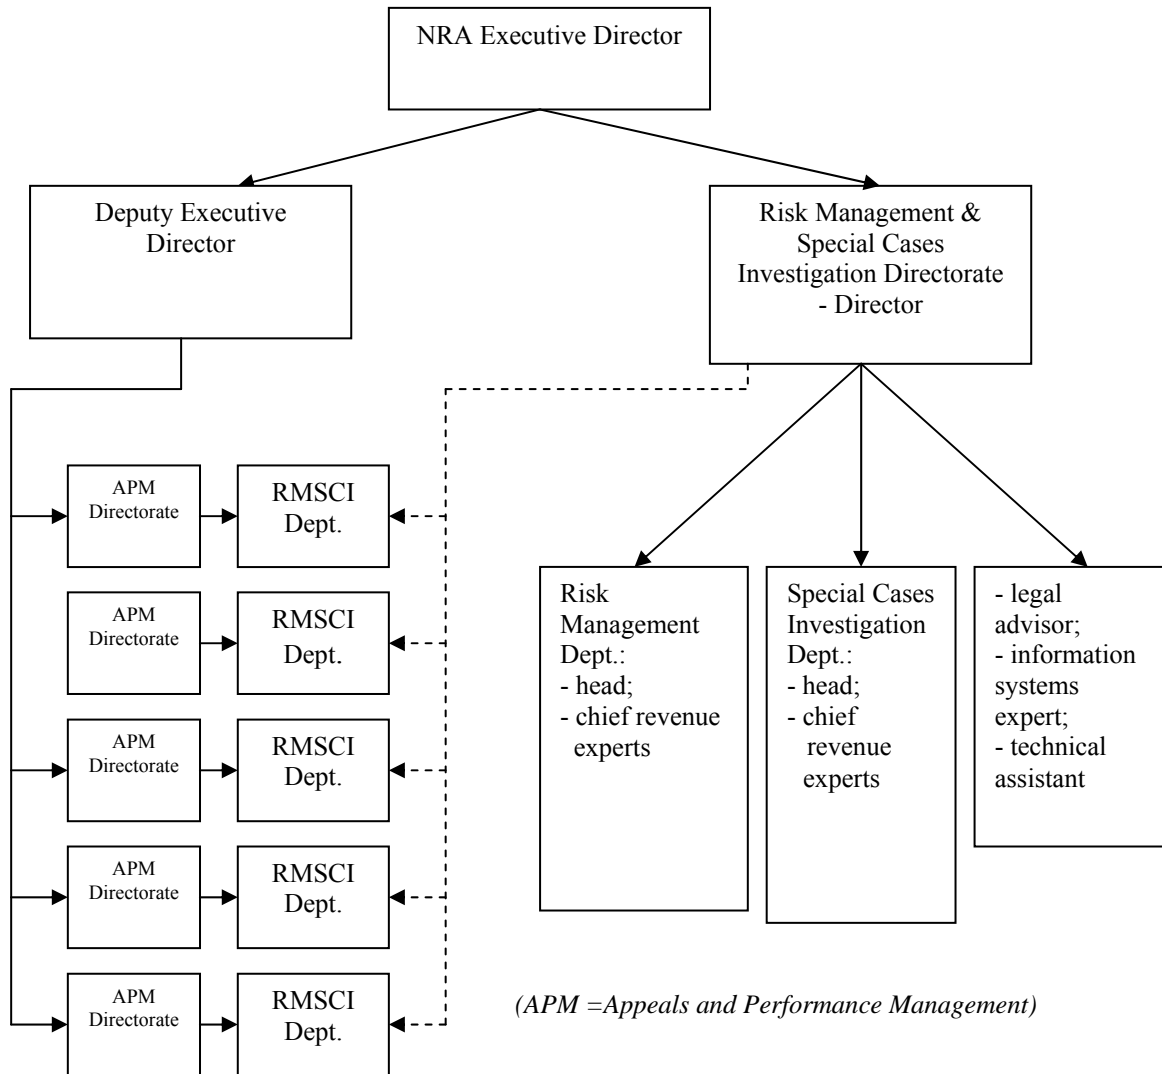 NRA Executive Director
Deputy Executive
Director
Risk Management &
Special Cases
Investigation Directorate
- Director
APM
Directorate
RMSCI
Dept.
APM
Directorate
RMSCI
Dept.
APM
Directorate
RMSCI
Dept.
APM
Directorate
RMSCI
Dept.
APM
Directorate
RMSCI
Dept.
Risk
Management
Dept.:
- head;
- chief revenue
experts
Special Cases
Investigation
Dept.:
- head;
- chief
revenue
experts
- legal
advisor;
- information
systems
expert;
- technical
assistant
(APM =Appeals and Performance Management)